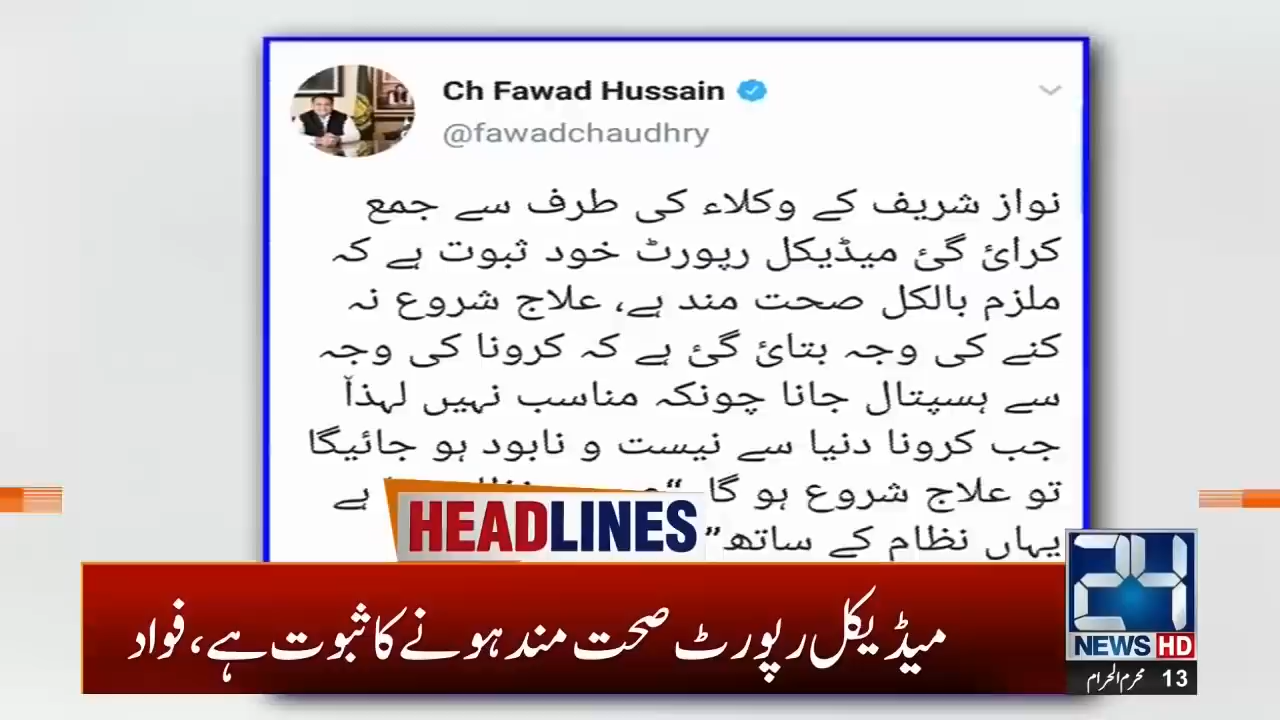 Ch Fawad Hussain
@fawadchaudhry
نواز شریف کے وکلاء کی طرف سے جمع
کرائ گئ میڈیکل رپورٹ خود ثبوت ہے کہ
ملزم بالکل صحت مند ہے، علاج شروع نہ
کنے کی وجہ بتائ گئ ہے کہ کرونا کی وجہ
سے ہسپتال جانا چونکہ مناسب نہیں لہذاٰ
جب کرونا دنیا سے نیست و نابود ہو جائیگا
تو علاج شروع ہو گا ہے
یہاں نظام کے ساتھ”
HEADLINES
میڈیکل رپورٹ صحت مند ہونے کا ثبوت ہے، فواد
24
NEWS HD
13 محرم الحرام